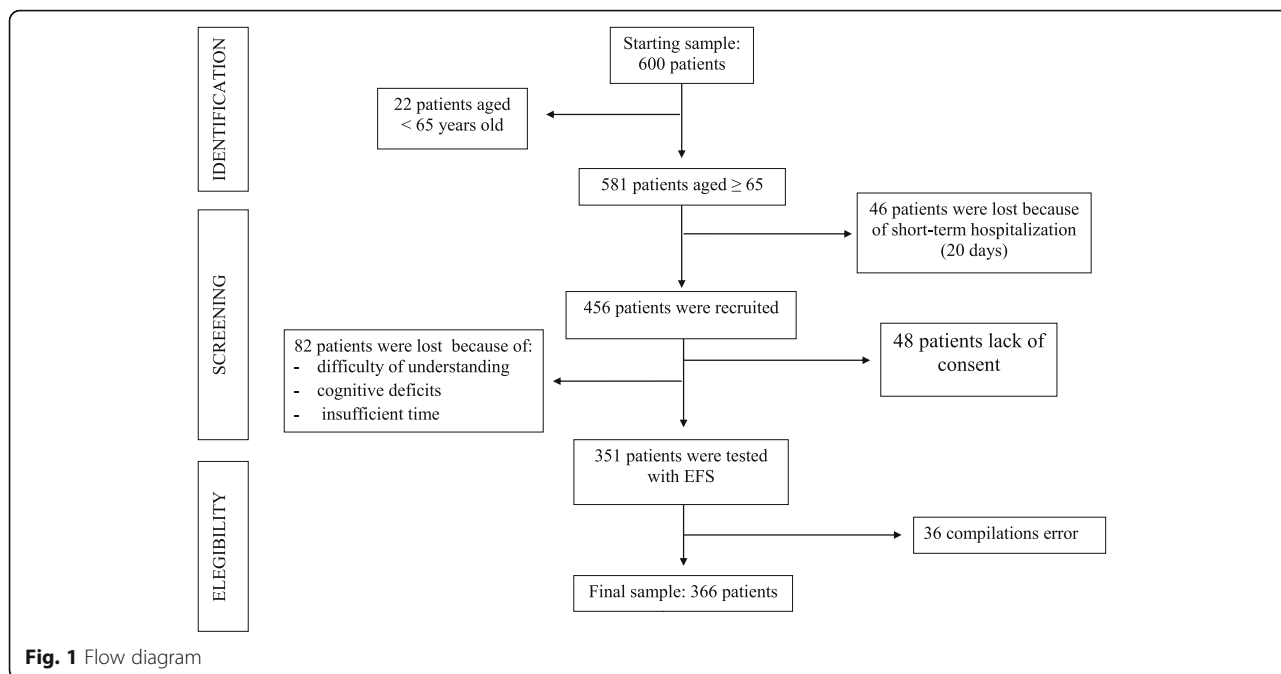 IDENTIFICATION
Starting sample:
600 patients
22 patients aged
< 65 years old
581 patients aged ≥ 65
SCREENING
46 patients were lost because
of short-term hospitalization
(20 days)
456 patients were recruited
82 patients were lost because of:
- difficulty of understanding
- cognitive deficits
- insufficient time
48 patients lack of
consent
351 patients were tested
with EFS
ELEGIBILITY
36 compilations error
Final sample: 366 patients
Fig. 1 Flow diagram